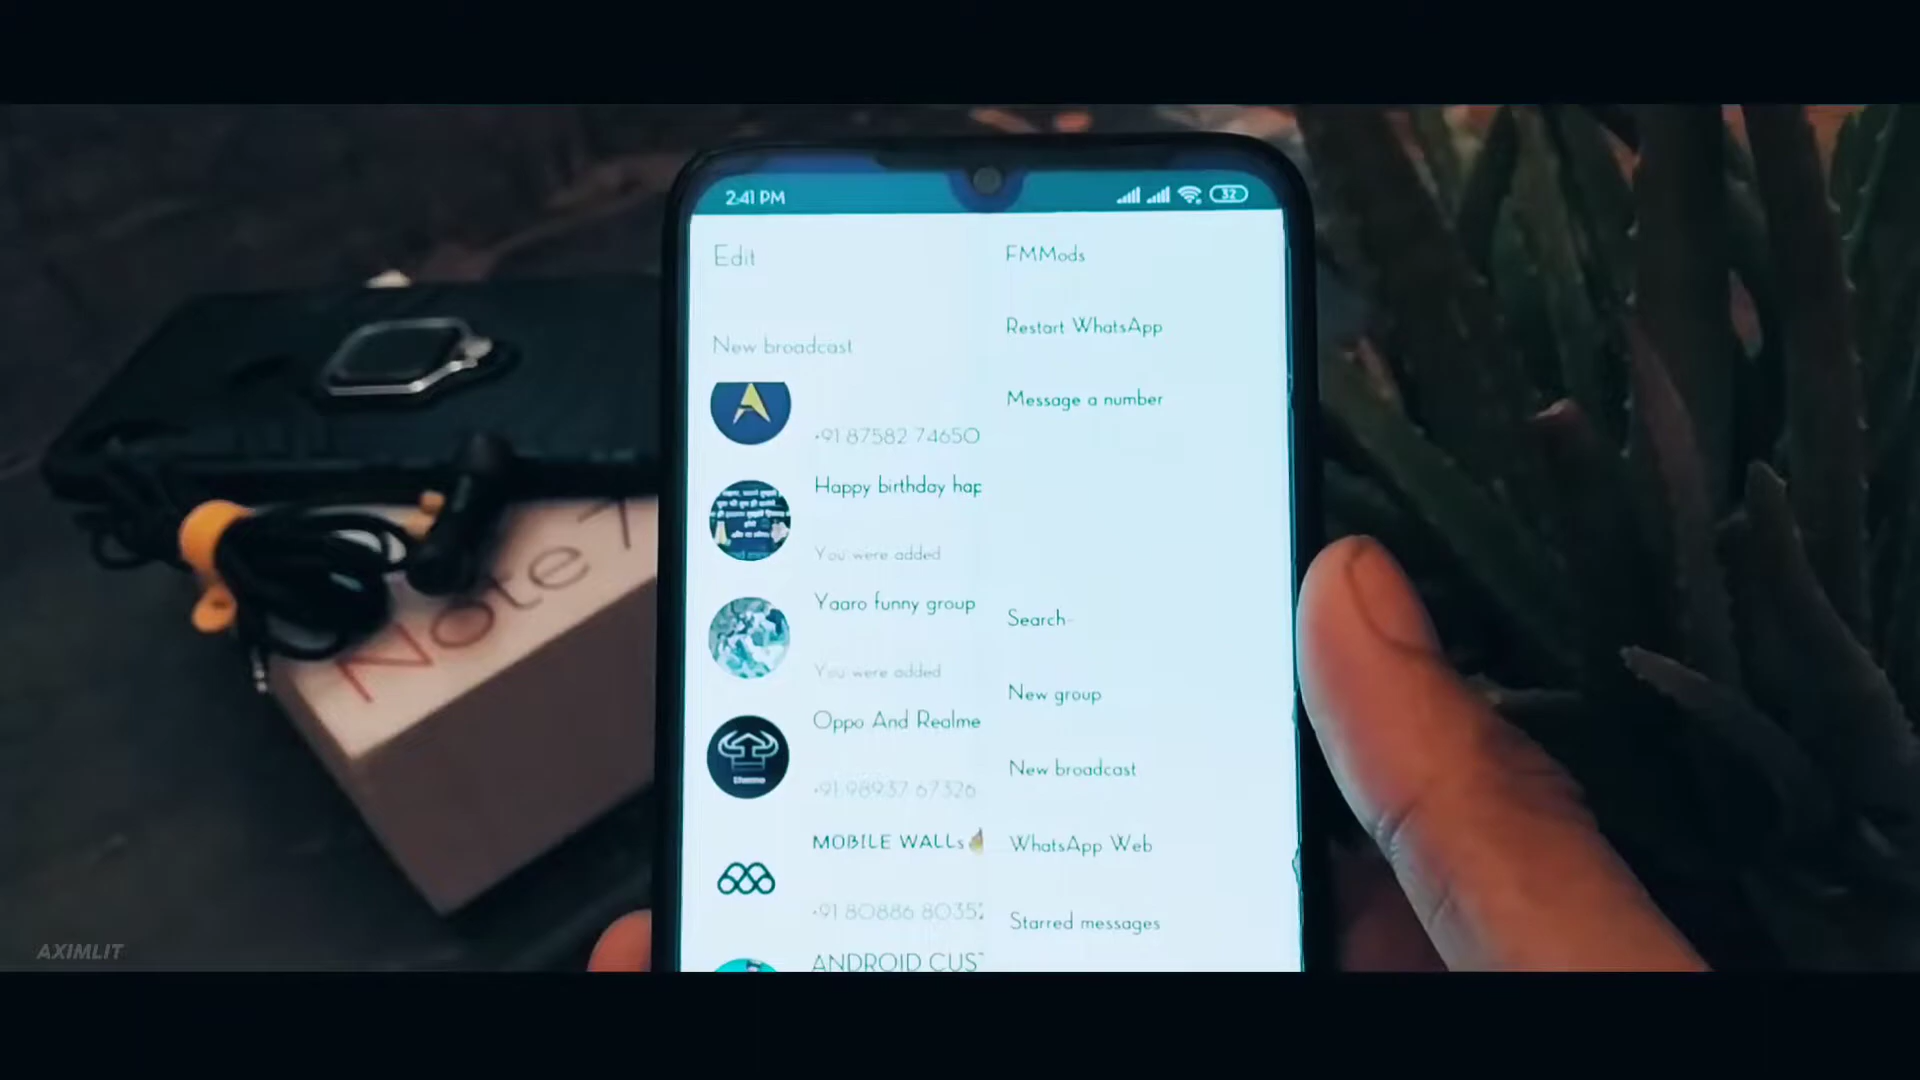 2:41 PM
32
Edit
New broadcast
+91 87582 74650
Happy birthday hap
You were added
Yaaro funny group
You were added
Oppo And Realme
+91 98937 67326
MOBILE WALLs
+91 80886 8035
ANDROID CUS
FMMods
Restart WhatsApp
Message a number
Search
New group
New broadcast
WhatsApp Web
Starred messages
Note 7
AXIMLIT